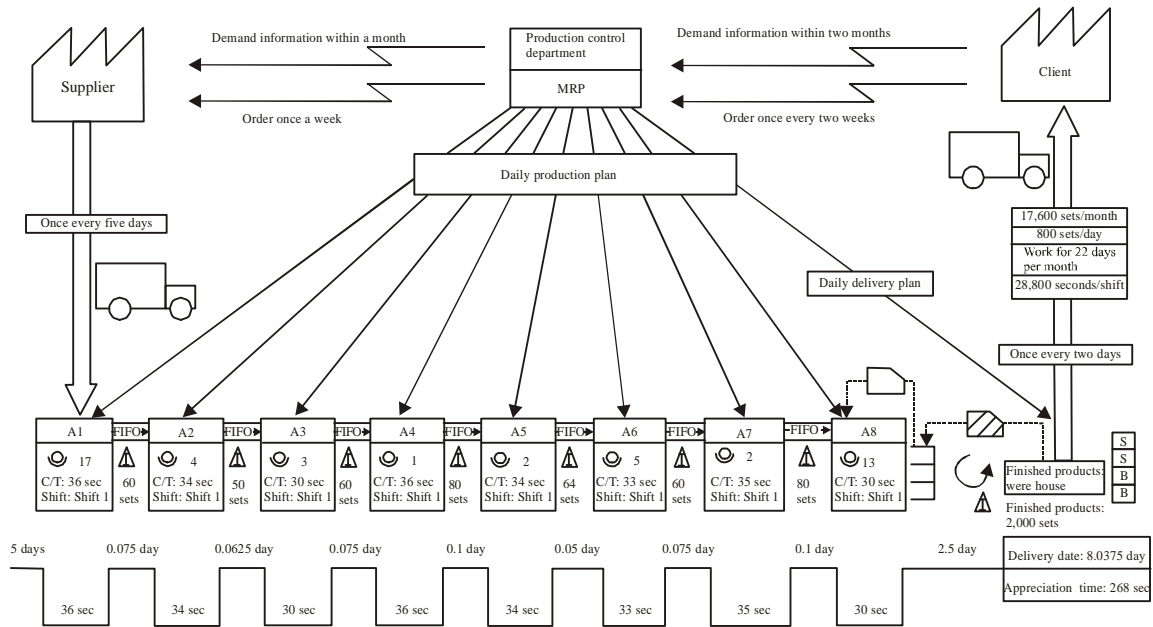 Demand information within a month
Production control
department
Demand information within two months
Supplier
MRP
Client
Order once a week
Order once every two weeks
Daily production plan
Once every five days
17,600 sets/month
800 sets/day
Work for 22 days
per month
28,800 seconds/shift
Daily delivery plan
Once every two days
A1
FIFO
A2
FIFO
A3
FIFO
A4
FIFO
A5
FIFO
A6
FIFO
A7
FIFO
A8
17
C/T: 36 sec
Shift: Shift 1
60
sets
4
C/T: 34 sec
Shift: Shift 1
50
sets
3
C/T: 30 sec
Shift: Shift 1
60
sets
1
C/T: 36 sec
Shift: Shift 1
80
sets
2
C/T: 34 sec
Shift: Shift 1
64
sets
5
C/T: 33 sec
Shift: Shift 1
60
sets
2
C/T: 35 sec
Shift: Shift 1
80
sets
13
C/T: 30 sec
Shift: Shift 1
Finished products:
were house
S
S
B
B
Finished products:
2,000 sets
5 days
0.075 day
0.0625 day
0.075 day
0.1 day
0.05 day
0.075 day
0.1 day
2.5 day
Delivery date: 8.0375 day
Appreciation time: 268 sec
36 sec
34 sec
30 sec
36 sec
34 sec
33 sec
35 sec
30 sec